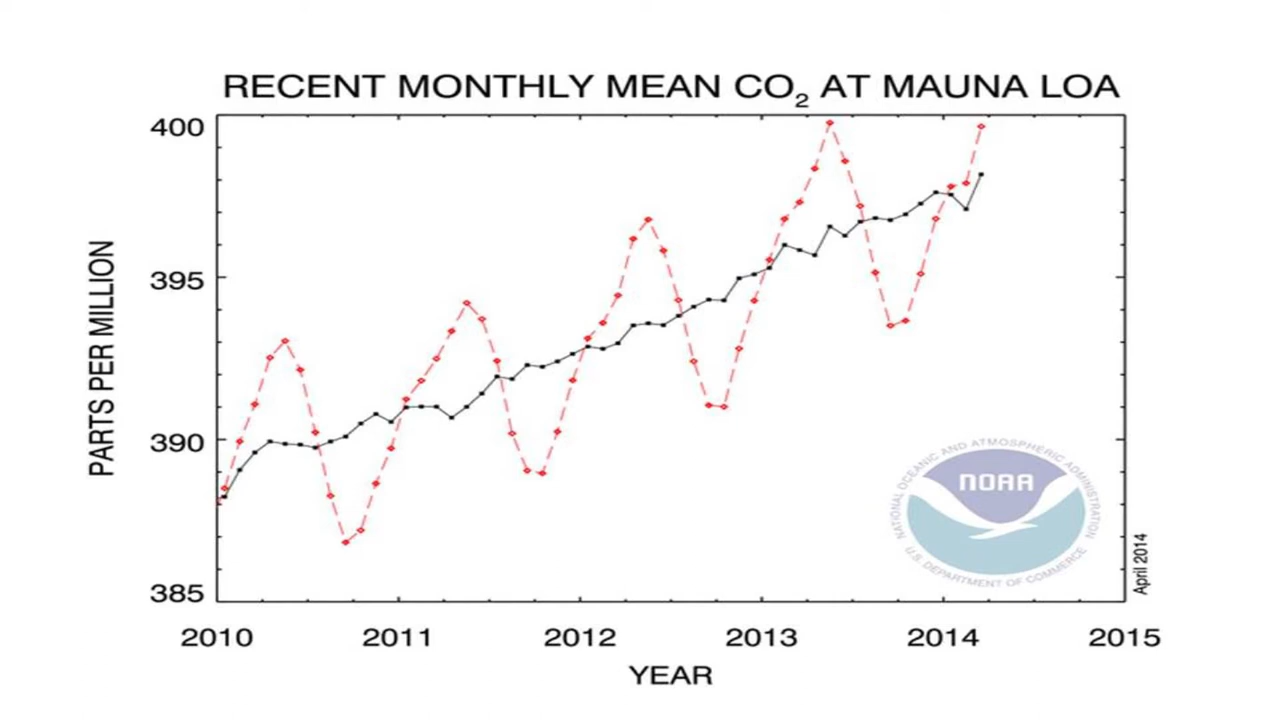 RECENT MONTHLY MEAN CO₂ AT MAUNA LOA
400
395
390
385
PARTS PER MILLION
2010 2011 2012 2013 2014 2015
YEAR
NATIONAL OCEANIC AND ATMOSPHERIC ADMINISTRATION
NOAA
U.S. DEPARTMENT OF COMMERCE
April 2014